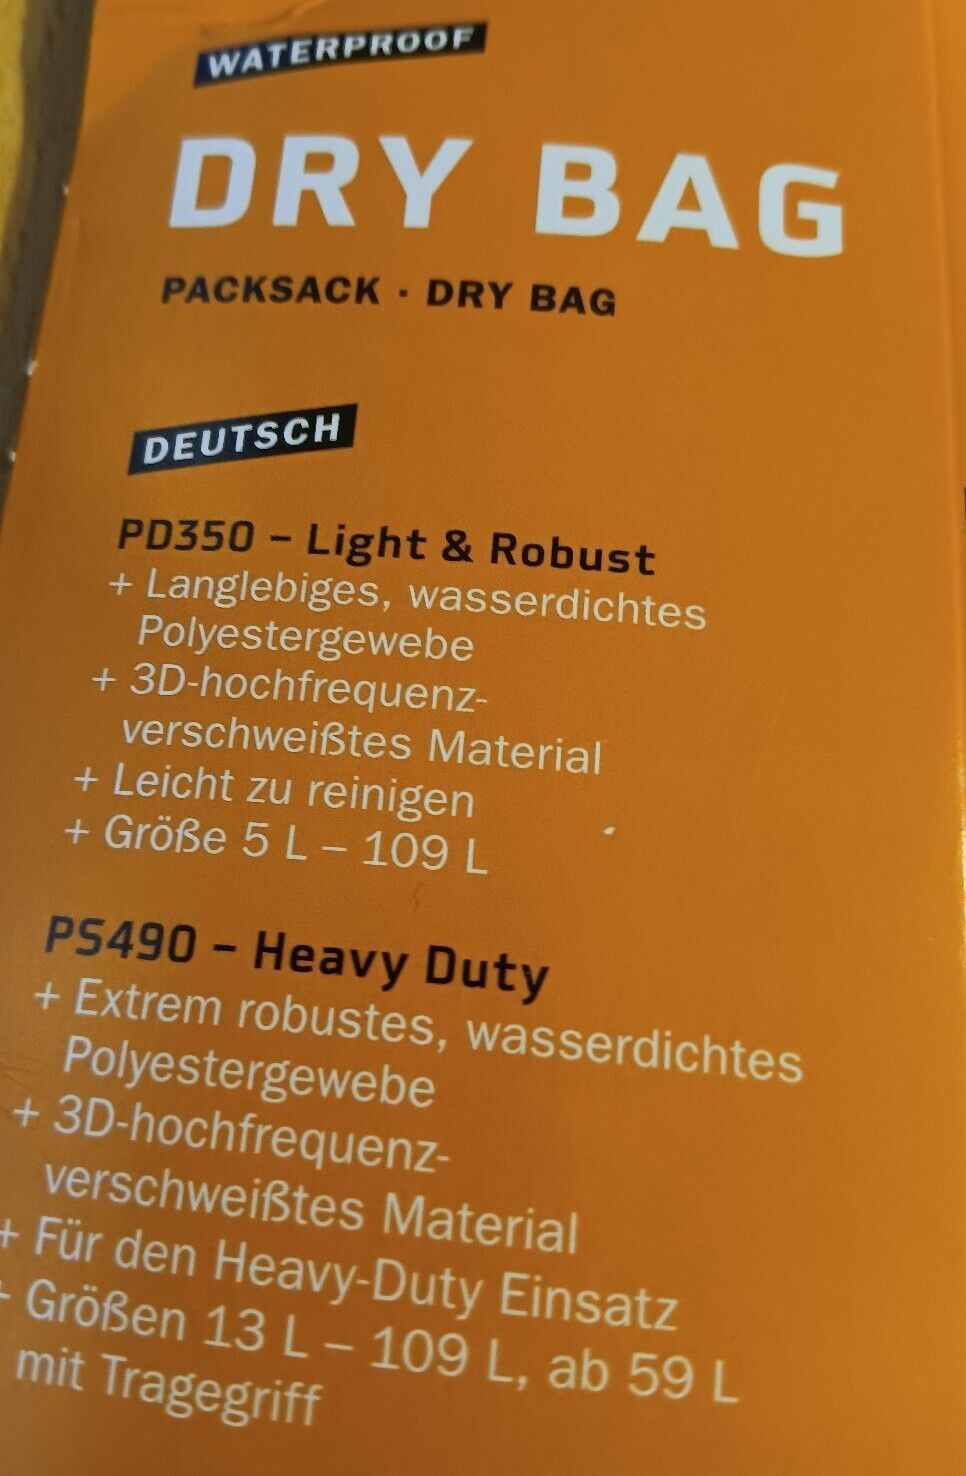 WATERPROOF
DRY BAG
PACKSACK · DRY BAG
DEUTSCH
PD350 – Light & Robust
+ Langlebiges, wasserdichtes
Polyestergewebe
+ 3D-hochfrequenz-
verschweißtes Material
+ Leicht zu reinigen
+ Größe 5 L – 109 L
PS490 – Heavy Duty
+ Extrem robustes, wasserdichtes
Polyestergewebe
+ 3D-hochfrequenz-
verschweißtes Material
+ Für den Heavy-Duty Einsatz
+ Größen 13 L – 109 L, ab 59 L
mit Tragegriff